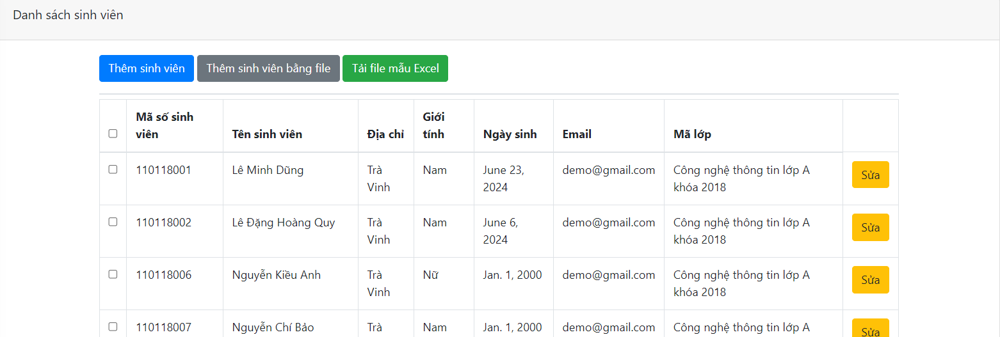 Danh sách sinh viên
Thêm sinh viên Thêm sinh viên bằng file Tải file mẫu Excel
Mã số sinh viên Tên sinh viên Địa chỉ Giới tính Ngày sinh Email Mã lớp
110118001 Lê Minh Dũng Trà Vinh Nam June 23, 2024 demo@gmail.com Công nghệ thông tin lớp A khóa 2018 Sửa
110118002 Lê Đặng Hoàng Quy Trà Vinh Nam June 6, 2024 demo@gmail.com Công nghệ thông tin lớp A khóa 2018 Sửa
110118006 Nguyễn Kiều Anh Trà Vinh Nữ Jan. 1, 2000 demo@gmail.com Công nghệ thông tin lớp A khóa 2018 Sửa
110118007 Nguyễn Chí Bảo Trà Nam Jan. 1, 2000 demo@gmail.com Công nghệ thông tin lớp A Sửa